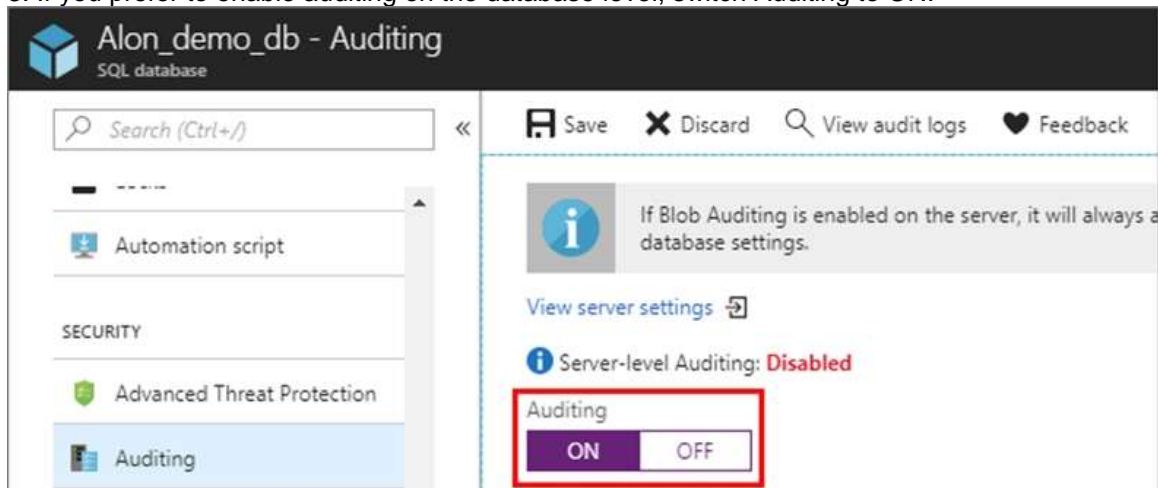 Alon_demo_db - Auditing
SQL database
Search (Ctrl+/)
«
Save
Discard
View audit logs
Feedback
If Blob Auditing is enabled on the server, it will always a
database settings.
Automation script
View server settings
SECURITY
Server-level Auditing: Disabled
Advanced Threat Protection
Auditing
ON
OFF
Auditing